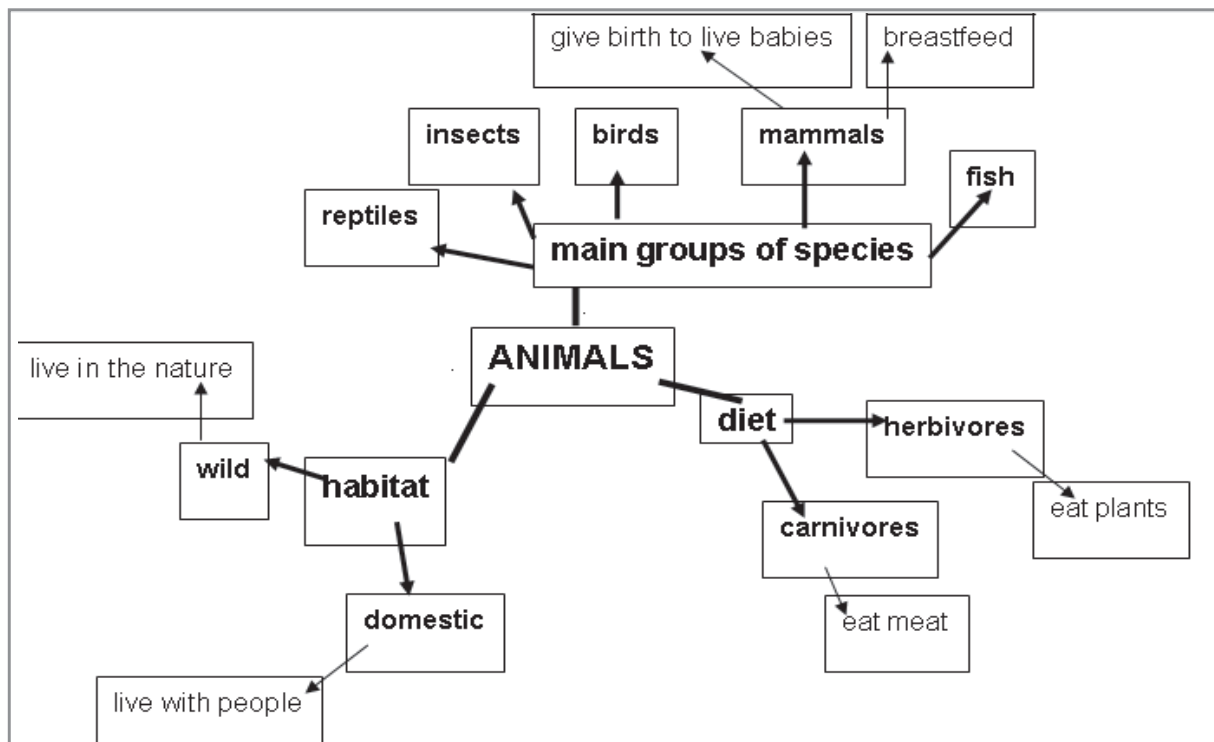 give birth to live babies
breastfeed
insects
birds
mammals
fish
reptiles
main groups of species
ANIMALS
live in the nature
diet
herbivores
wild
habitat
eat plants
carnivores
domestic
eat meat
live with people